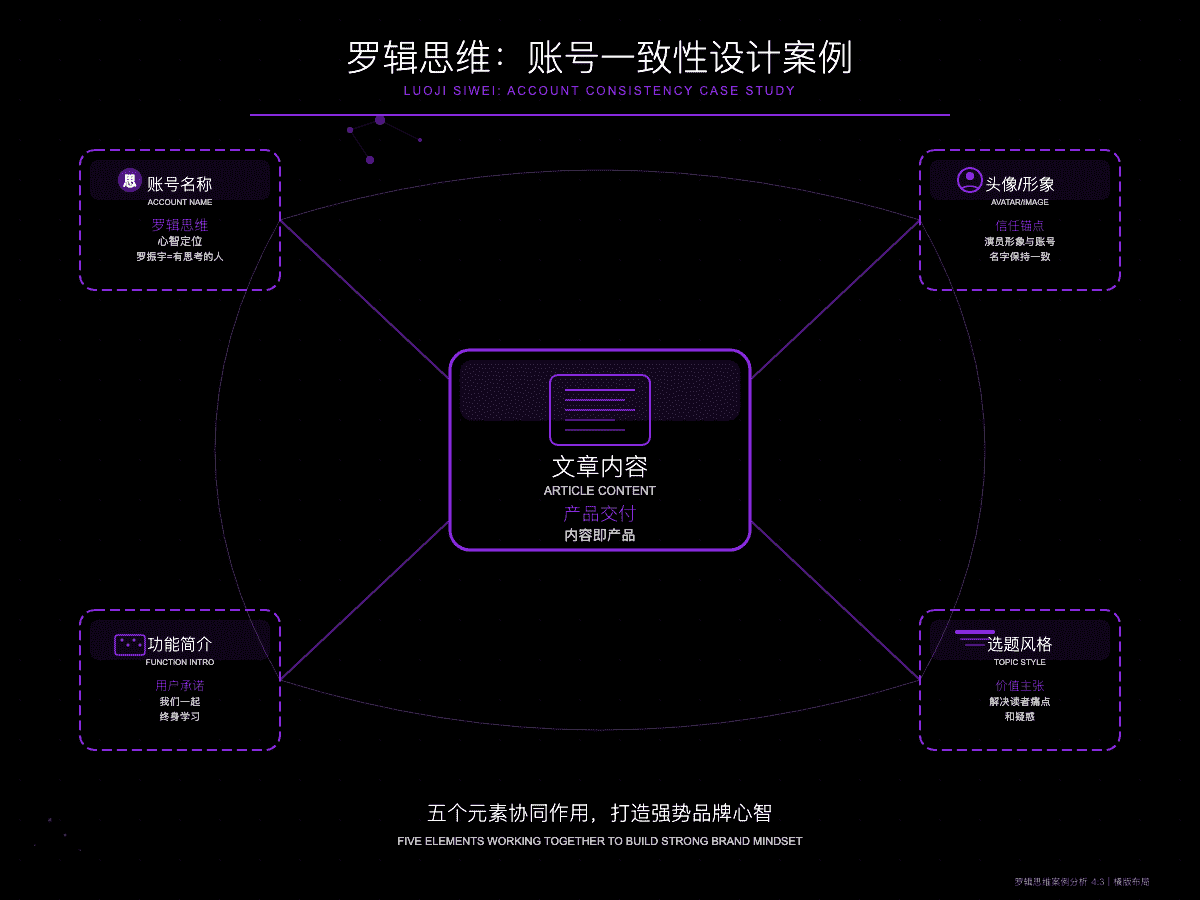 罗辑思维：账号一致性设计案例
LUOJI SIWEI: ACCOUNT CONSISTENCY CASE STUDY
思 账号名称
ACCOUNT NAME
罗辑思维
心智定位
罗振宇=有思考的人
头像/形象
AVATAR/IMAGE
信任锚点
演员形象与账号
名字保持一致
文章内容
ARTICLE CONTENT
产品交付
内容即产品
功能简介
FUNCTION INTRO
用户承诺
我们一起
终身学习
选题风格
TOPIC STYLE
价值主张
解决读者痛点
和疑惑
五个元素协同作用，打造强势品牌心智
FIVE ELEMENTS WORKING TOGETHER TO BUILD STRONG BRAND MINDSET
罗辑思维案例分析 4.3 | 横版布局